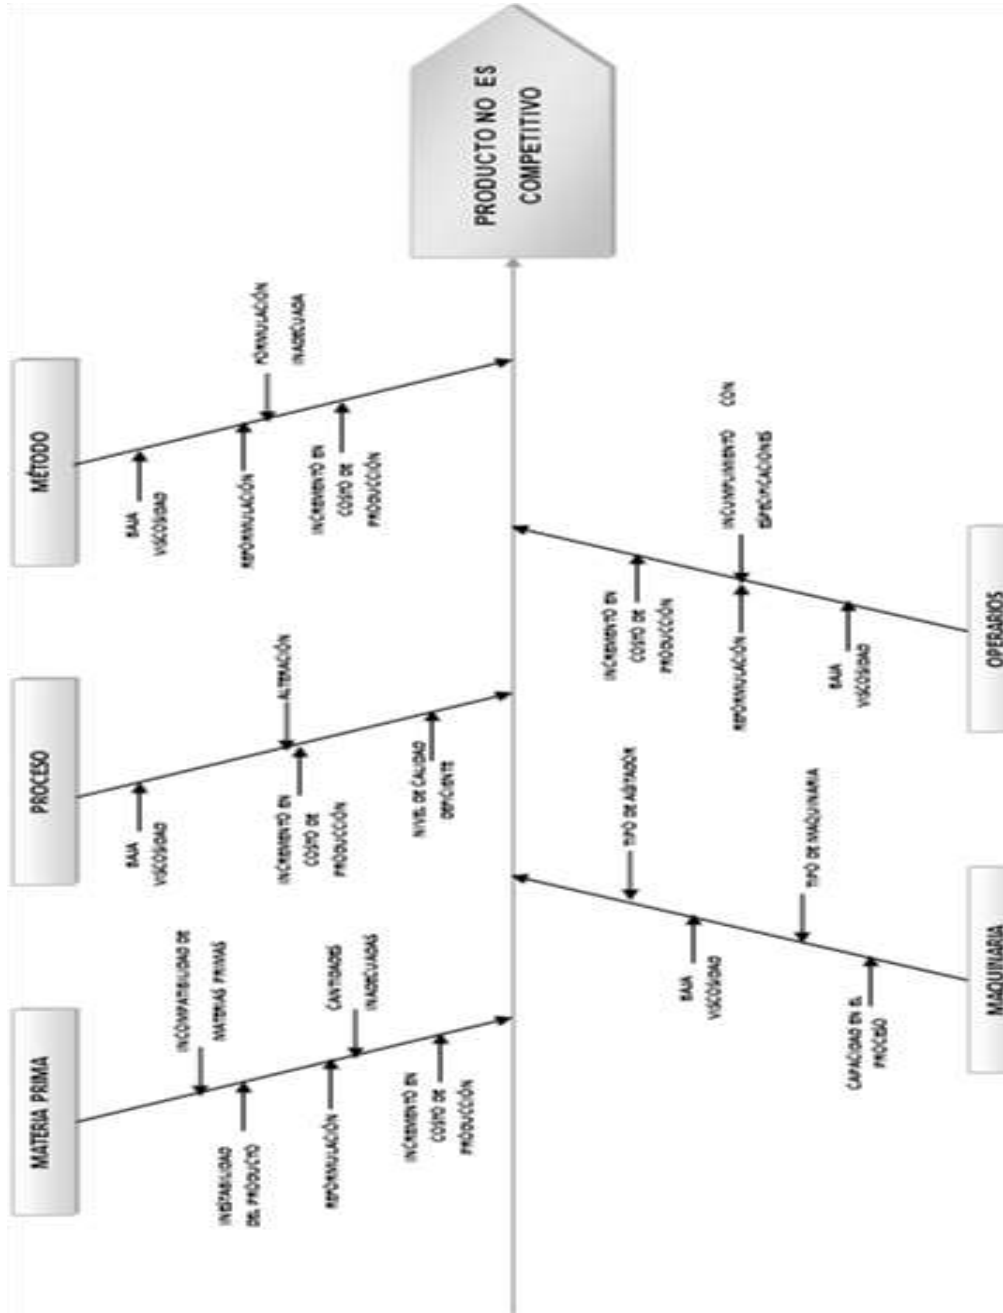 MATERIA PRIMA
INCOMPATIBILIDAD DE
MATERIAS PRIMAS
INESTABILIDAD
DEL PRODUCTO
REFORMULACIÓN
CANTIDADES
INADECUADAS
INCREMENTO EN
COSTO DE
PRODUCCIÓN
PROCESO
BAJA
VISCOSIDAD
ALTERACIÓN
INCREMENTO EN
COSTO DE
PRODUCCIÓN
NIVEL DE CALIDAD
DEFICIENTE
MÉTODO
BAJA
VISCOSIDAD
REFORMULACIÓN
FORMULACIÓN
INADECUADA
INCREMENTO EN
COSTO DE
PRODUCCIÓN
PRODUCTO NO ES
COMPETITIVO
TIPO DE AGITADOR
BAJA
VISCOSIDAD
TIPO DE MAQUINARIA
CAPACIDAD EN EL
PROCESO
MAQUINARIA
INCREMENTO EN
COSTO DE
PRODUCCIÓN
INCUMPLIMIENTO CON
ESPECIFICACIONES
REFORMULACIÓN
BAJA
VISCOSIDAD
OPERARIOS